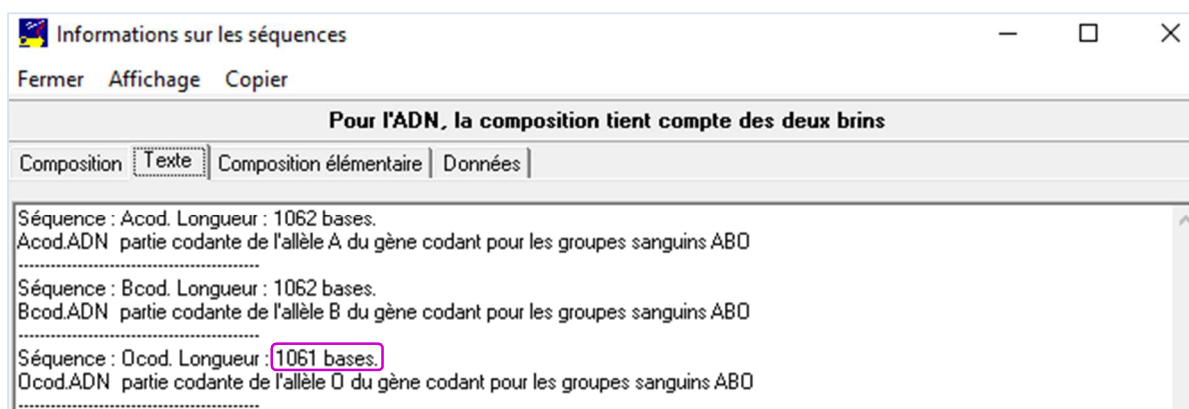 Informations sur les séquences
Fermer Affichage Copier
Pour l'ADN, la composition tient compte des deux brins
Composition Texte Composition élémentaire Données
Séquence : Acod. Longueur : 1062 bases.
Acod.ADN partie codante de l'allèle A du gène codant pour les groupes sanguins ABO
----------------------------------------
Séquence : Bcod. Longueur : 1062 bases.
Bcod.ADN partie codante de l'allèle B du gène codant pour les groupes sanguins ABO
----------------------------------------
Séquence : Ocod. Longueur : 1061 bases.
Ocod.ADN partie codante de l'allèle O du gène codant pour les groupes sanguins ABO
----------------------------------------